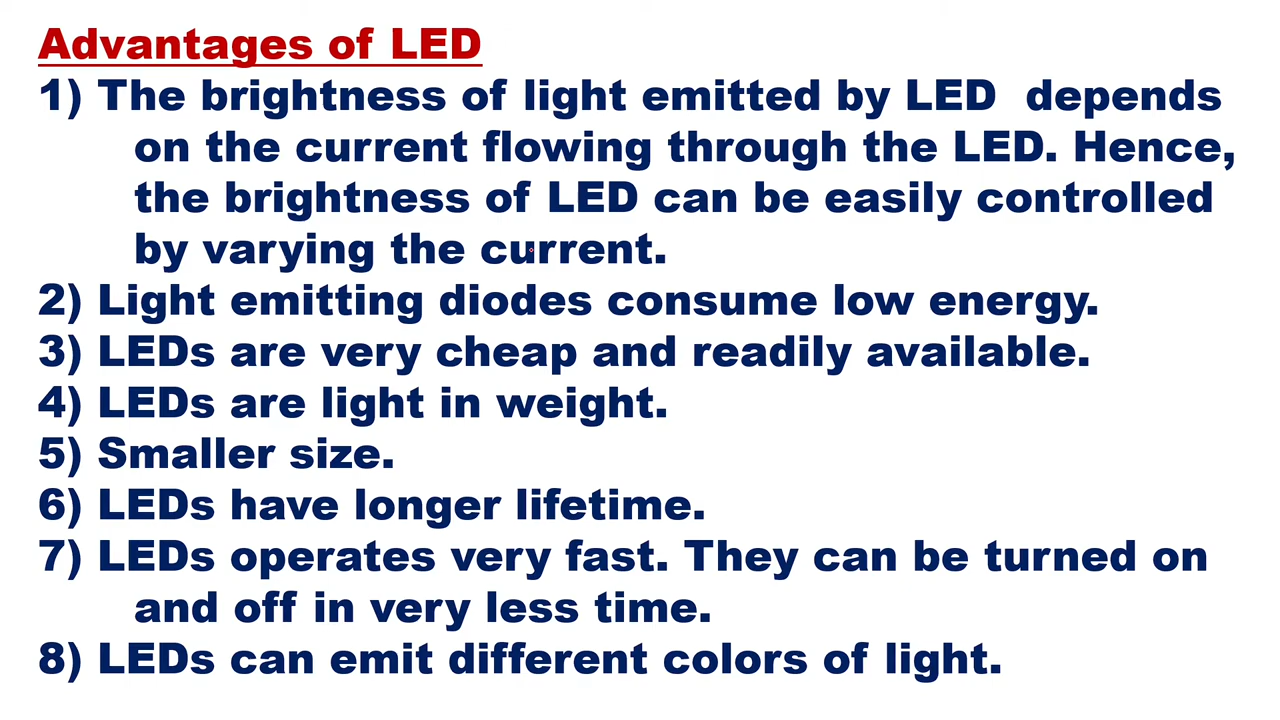 Advantages of LED
1) The brightness of light emitted by LED depends
on the current flowing through the LED. Hence,
the brightness of LED can be easily controlled
by varying the current.
2) Light emitting diodes consume low energy.
3) LEDs are very cheap and readily available.
4) LEDs are light in weight.
5) Smaller size.
6) LEDs have longer lifetime.
7) LEDs operates very fast. They can be turned on
and off in very less time.
8) LEDs can emit different colors of light.